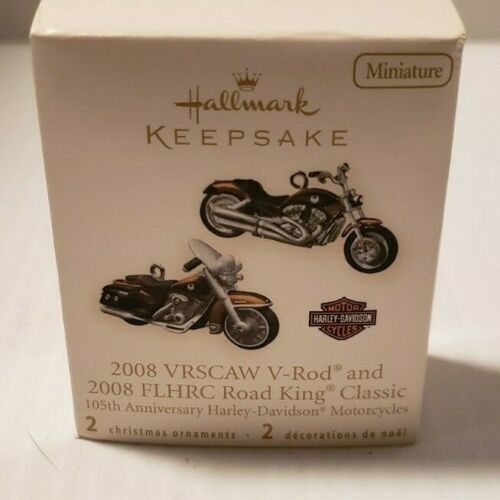 Miniature
Hallmark
KEEPSAKE
MOTOR
HARLEY-DAVIDSON
CYCLES
2008 VRSCAW V-Rod® and
2008 FLHRC Road King® Classic
105th Anniversary Harley-Davidson® Motorcycles
2 christmas ornaments • 2 décorations de noël